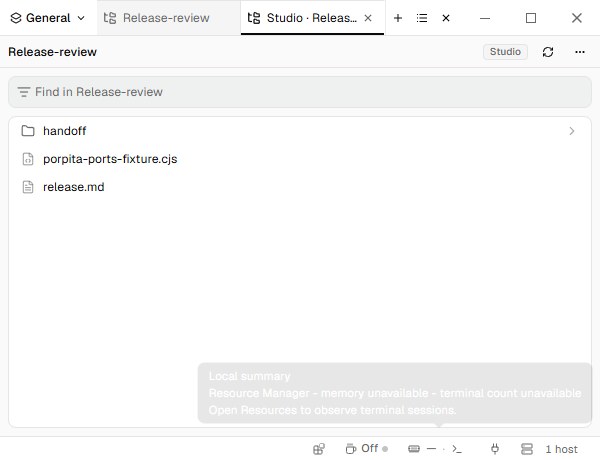 General Release-review Studio · Releas...
Release-review Studio
Find in Release-review
handoff
porpita-ports-fixture.cjs
release.md
Local summary
Resource Manager - memory unavailable - terminal count unavailable
Open Resources to observe terminal sessions.
Off — · 1 host